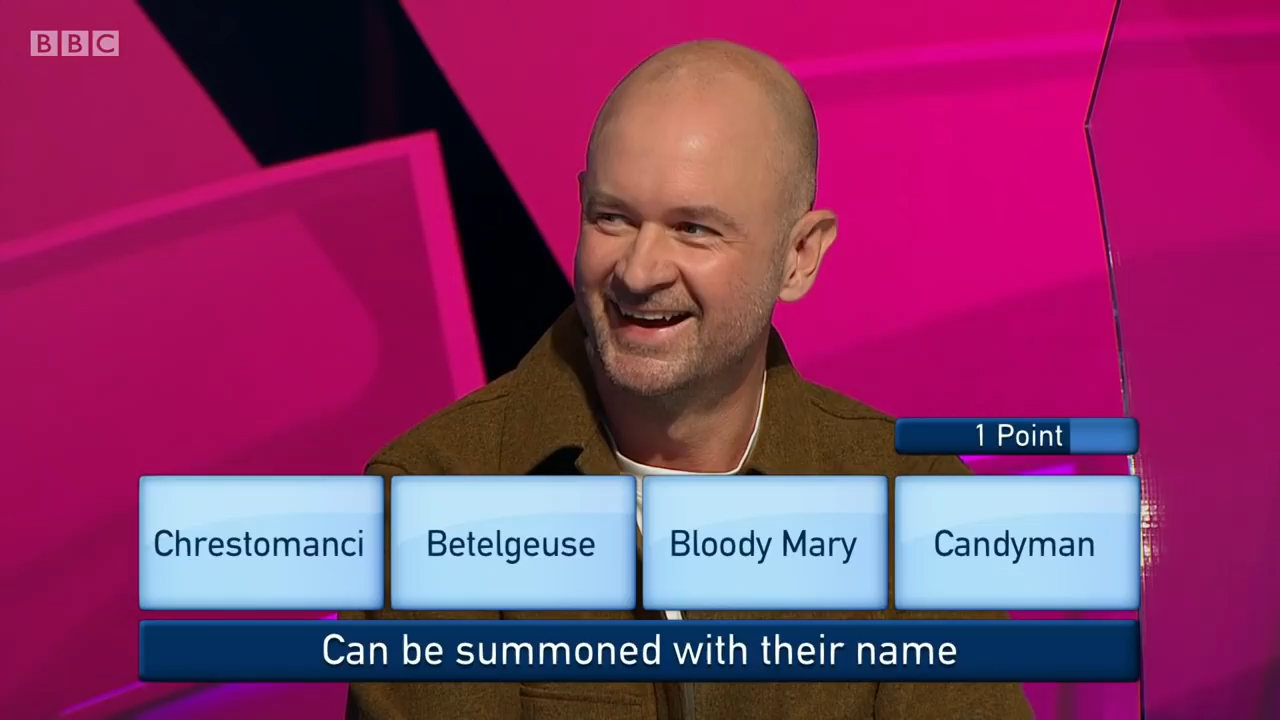 BBC
1 Point
Chrestomanci
Betelgeuse
Bloody Mary
Candyman
Can be summoned with their name